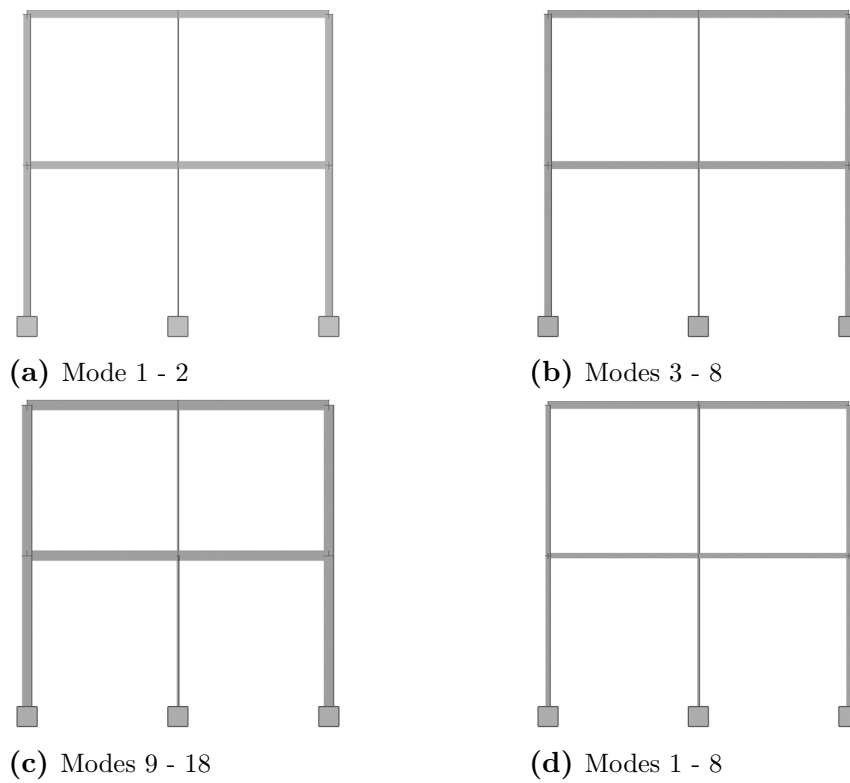 (a) Mode 1 - 2
(b) Modes 3 - 8
(c) Modes 9 - 18
(d) Modes 1 - 8